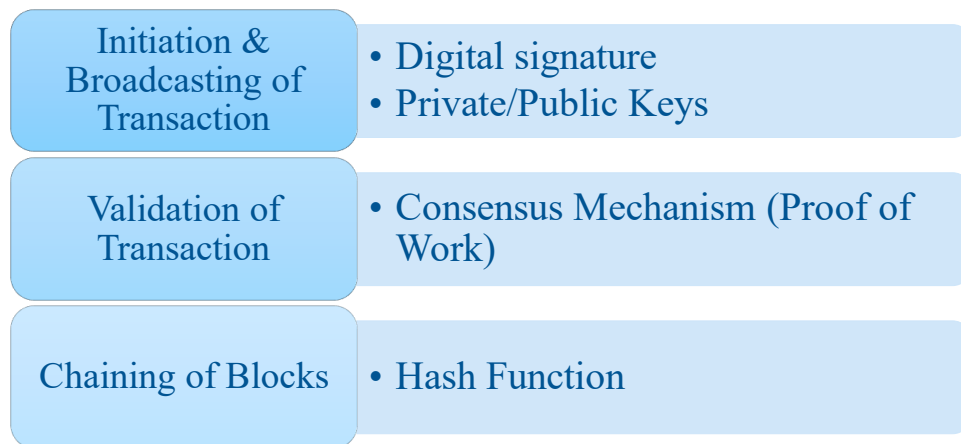 Initiation &
Broadcasting of
Transaction
• Digital signature
• Private/Public Keys
Validation of
Transaction
• Consensus Mechanism (Proof of
Work)
Chaining of Blocks
• Hash Function